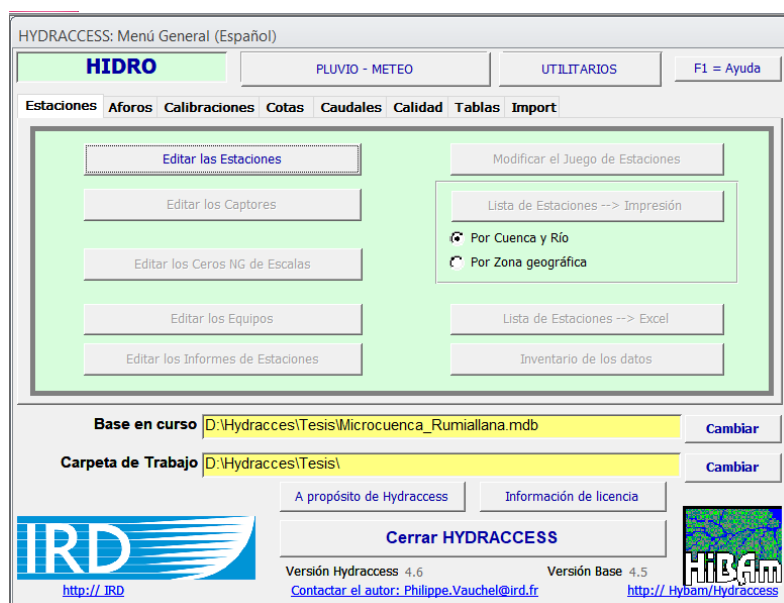 HYDRACCESS: Menú General (Español)
HIDRO PLUVIO - METEO UTILITARIOS F1 = Ayuda
Estaciones Aforos Calibraciones Cotas Caudales Calidad Tablas Import
Editar las Estaciones Modificar el Juego de Estaciones
Editar los Captores Lista de Estaciones --> Impresión
Por Cuenca y Río
Editar los Ceros NG de Escalas Por Zona geográfica
Editar los Equipos Lista de Estaciones --> Excel
Editar los Informes de Estaciones Inventario de los datos
Base en curso D:\Hydracces\Tesis\Microcuenca_Rumiallana.mdb Cambiar
Carpeta de Trabajo D:\Hydracces\Tesis\ Cambiar
A propósito de Hydraccess Información de licencia
IRD Cerrar HYDRACCESS HiBAm
Versión Hydraccess 4.6 Versión Base 4.5
http:// IRD Contactar el autor: Philippe.Vauchel@ird.fr http:// Hybam/Hydraccess